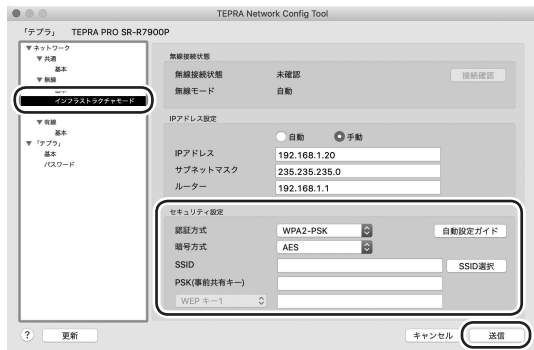 TEPRA Network Config Tool
「テプラ」 TEPRA PRO SR-R7900P
▼ネットワーク
▼共通
基本
▼無線
インフラストラクチャモード
▼有線
基本
▼「テプラ」
基本
パスワード
無線接続状態
無線接続状態 未確認 接続確認
無線モード 自動
IPアドレス設定
自動 手動
IPアドレス 192.168.1.20
サブネットマスク 235.235.235.0
ルーター 192.168.1.1
セキュリティ設定
認証方式 WPA2-PSK 自動設定ガイド
暗号方式 AES
SSID SSID選択
PSK(事前共有キー)
WEP キー1
? 更新 キャンセル 送信